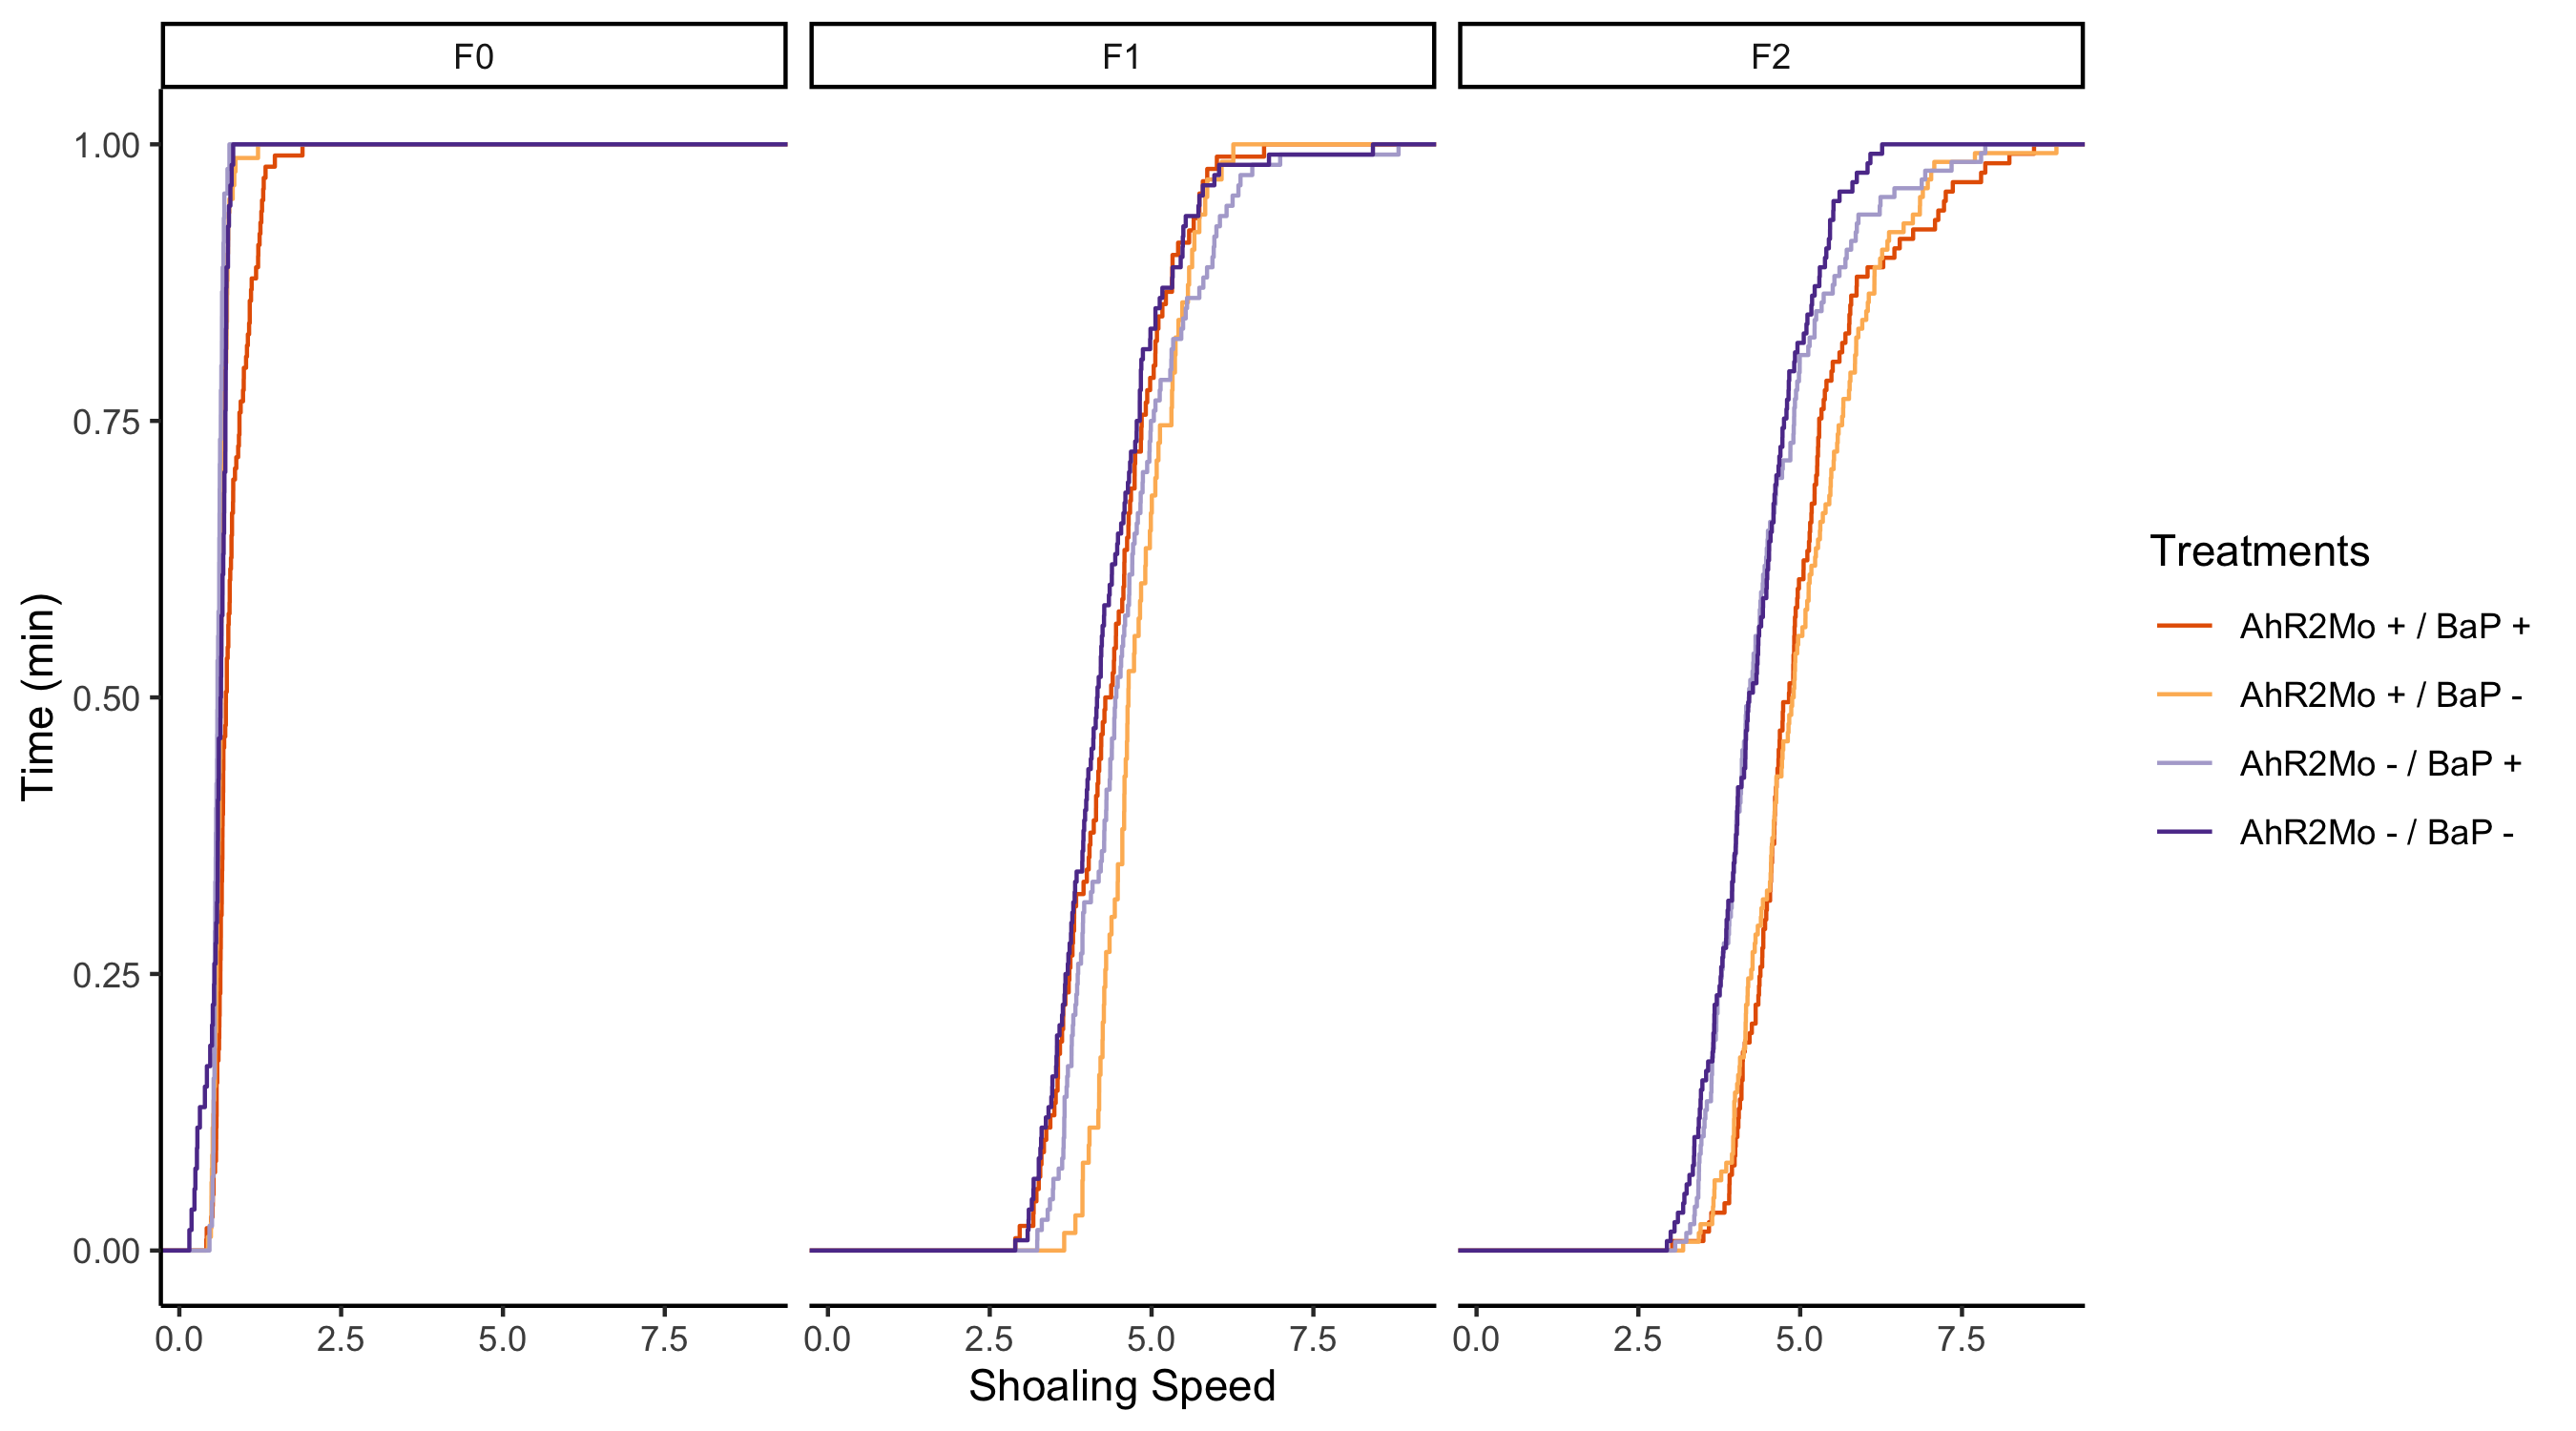 F0 F1 F2
1.00
0.75
0.50
0.25
0.00
Time (min)
0.0 2.5 5.0 7.5 0.0 2.5 5.0 7.5 0.0 2.5 5.0 7.5
Shoaling Speed
Treatments
AhR2Mo + / BaP +
AhR2Mo + / BaP -
AhR2Mo - / BaP +
AhR2Mo - / BaP -